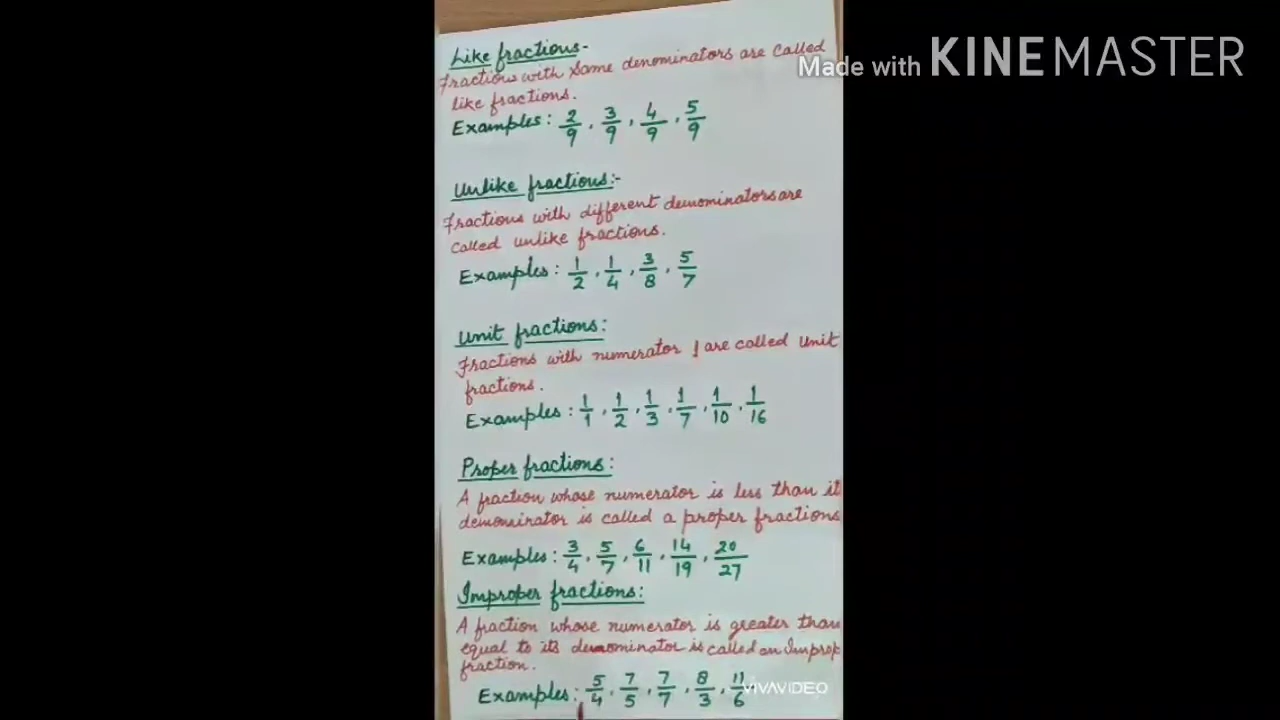 Like fractions-
Fractions with same denominators are called
like fractions.
Examples: 2/9, 3/9, 4/9, 5/9
Unlike fractions:-
Fractions with different denominators are
called unlike fractions.
Examples: 1/2, 1/4, 3/8, 5/7
Unit fractions:
Fractions with numerator 1 are called unit
fractions.
Examples: 1/1, 1/2, 1/3, 1/7, 1/10, 1/16
Proper fractions:
A fraction whose numerator is less than it
denominator is called a proper fractions
Examples: 3/4, 5/7, 6/11, 14/19, 20/27
Improper fractions:
A fraction whose numerator is greater than
equal to its denominator is called an Improp
fraction.
Examples: 5/4, 7/5, 7/7, 8/3, 11/6
Made with KINEMASTER
VIVAVIDEO